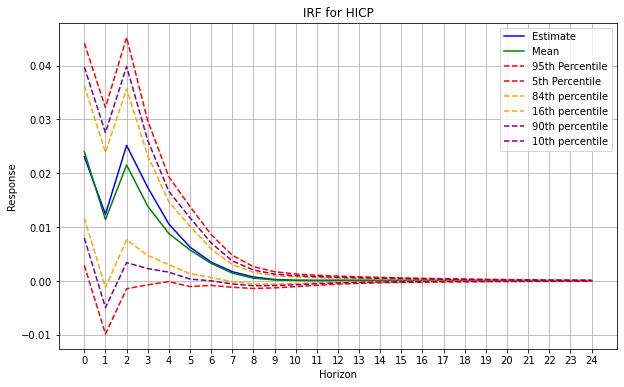 IRF for HICP
Estimate
Mean
95th Percentile
5th Percentile
84th percentile
16th percentile
90th percentile
10th percentile
0.04
0.03
0.02
0.01
0.00
−0.01
Response
0 1 2 3 4 5 6 7 8 9 10 11 12 13 14 15 16 17 18 19 20 21 22 23 24
Horizon